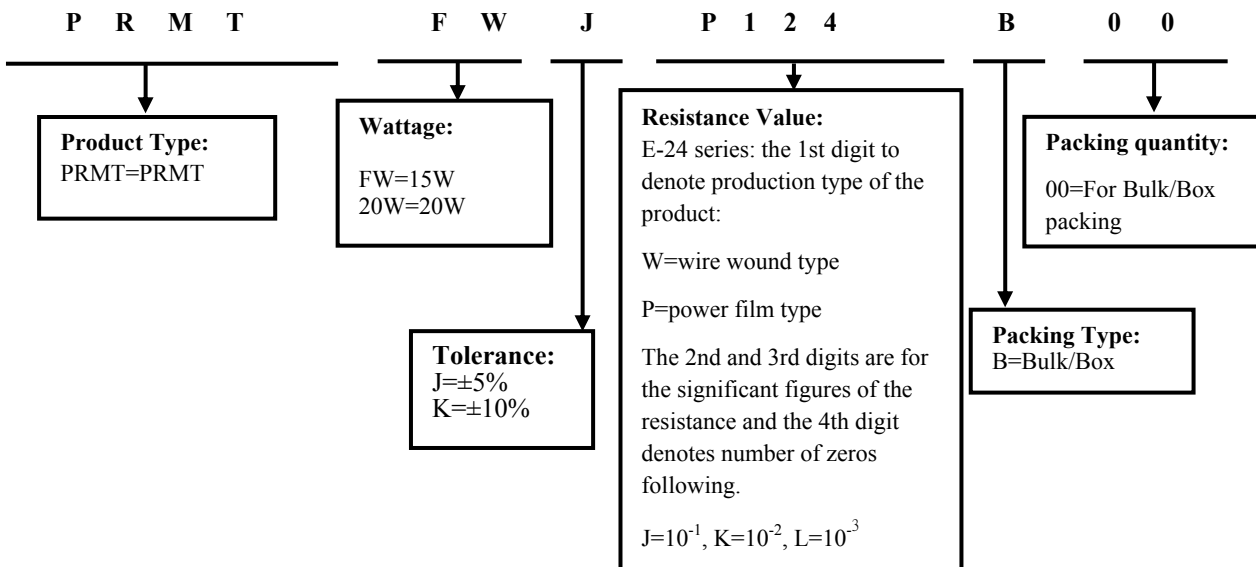 P R M T F W J P 1 2 4 B 0 0
Product Type:
PRMT=PRMT
Wattage:
FW=15W
20W=20W
Tolerance:
J=±5%
K=±10%
Resistance Value:
E-24 series: the 1st digit to
denote production type of the
product:
W=wire wound type
P=power film type
The 2nd and 3rd digits are for
the significant figures of the
resistance and the 4th digit
denotes number of zeros
following.
J=10⁻¹, K=10⁻², L=10⁻³
Packing Type:
B=Bulk/Box
Packing quantity:
00=For Bulk/Box
packing